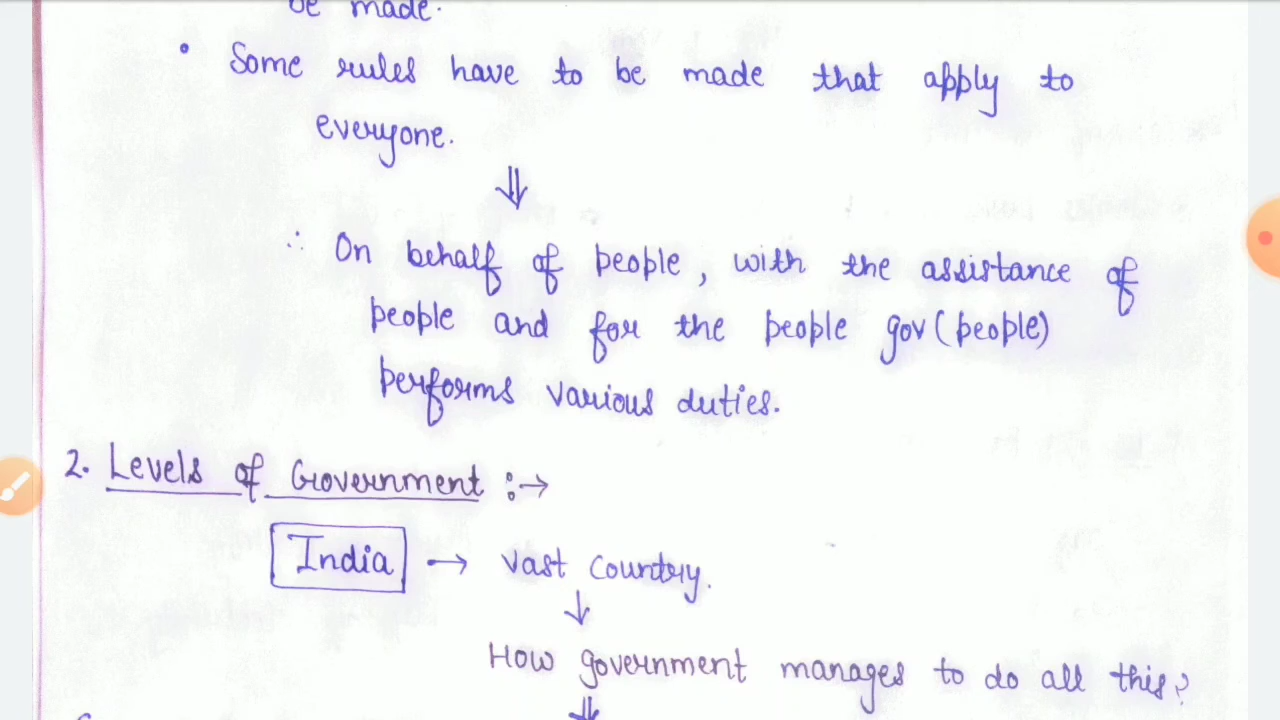 be made.
• Some rules have to be made that apply to
everyone.
⇓
∴ On behalf of people, with the assistance of
people and for the people gov (people)
performs various duties.
2. Levels of Government :→
India → vast country.
↓
How government manages to do all this?
⇓